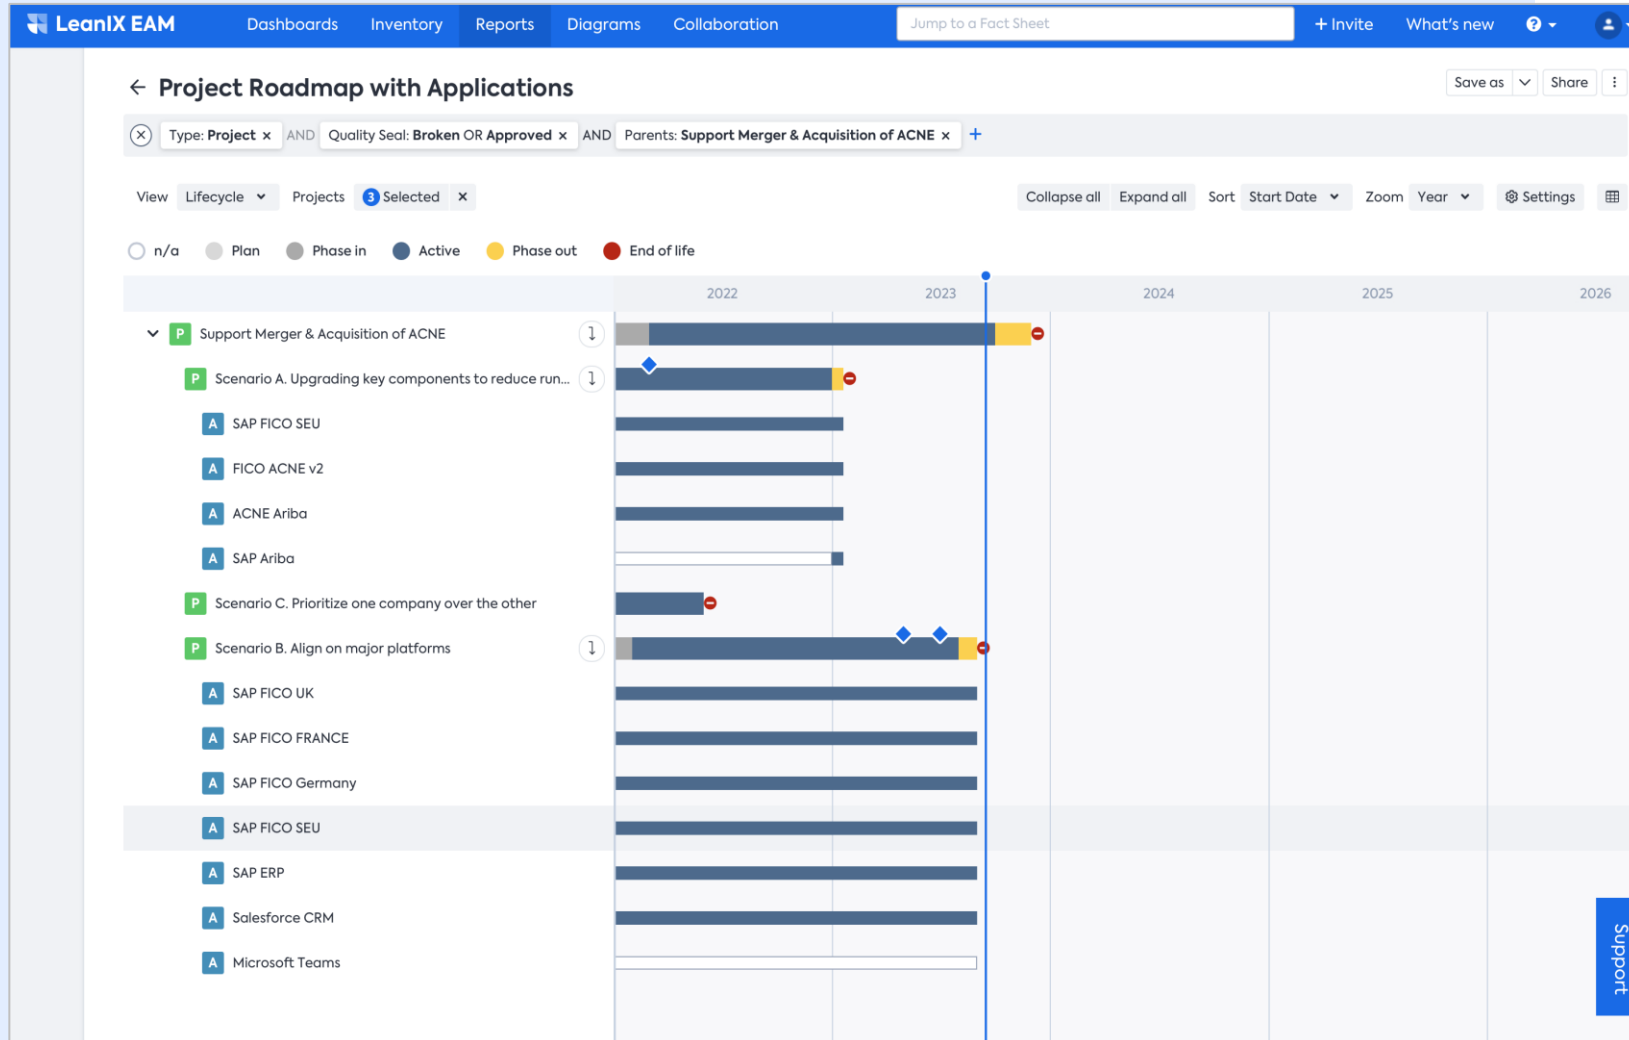 LeanIX EAM Dashboards Inventory Reports Diagrams Collaboration Jump to a Fact Sheet + Invite What's new ?
← Project Roadmap with Applications Save as Share
Type: Project × AND Quality Seal: Broken OR Approved × AND Parents: Support Merger & Acquisition of ACNE × +
View Lifecycle Projects 3 Selected × Collapse all Expand all Sort Start Date Zoom Year Settings
n/a Plan Phase in Active Phase out End of life
2022 2023 2024 2025 2026
P Support Merger & Acquisition of ACNE
P Scenario A. Upgrading key components to reduce run...
A SAP FICO SEU
A FICO ACNE v2
A ACNE Ariba
A SAP Ariba
P Scenario C. Prioritize one company over the other
P Scenario B. Align on major platforms
A SAP FICO UK
A SAP FICO FRANCE
A SAP FICO Germany
A SAP FICO SEU
A SAP ERP
A Salesforce CRM
A Microsoft Teams
Support